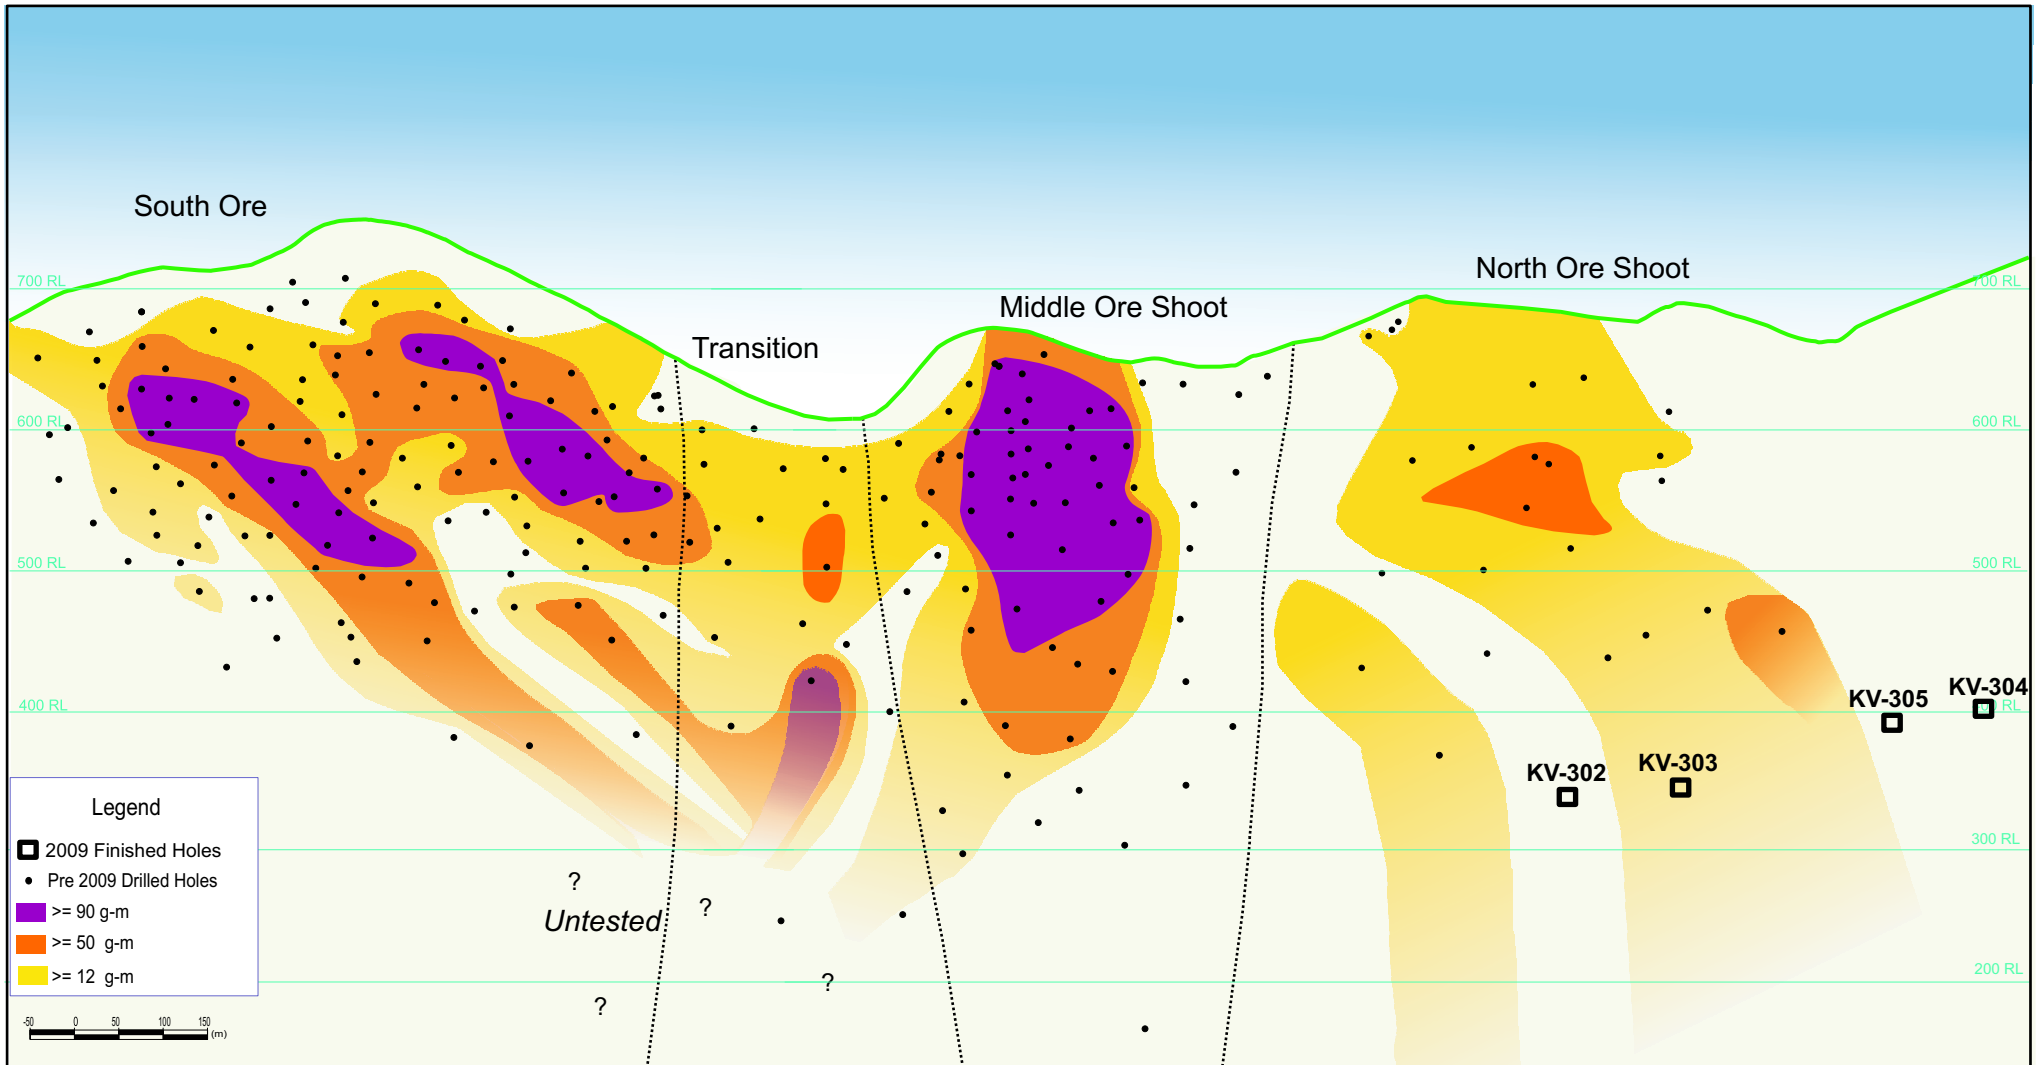 South Ore
North Ore Shoot
700 RL
700 RL
Middle Ore Shoot
Transition
600 RL
600 RL
500 RL
500 RL
KV-304
KV-305
400 RL
00 RL
KV-303
KV-302
300 RL
Legend
2009 Finished Holes
Pre 2009 Drilled Holes
>= 90 g-m
>= 50 g-m
>= 12 g-m
?
?
Untested
?
?
200 RL
-50 0 50 100 150
(m)